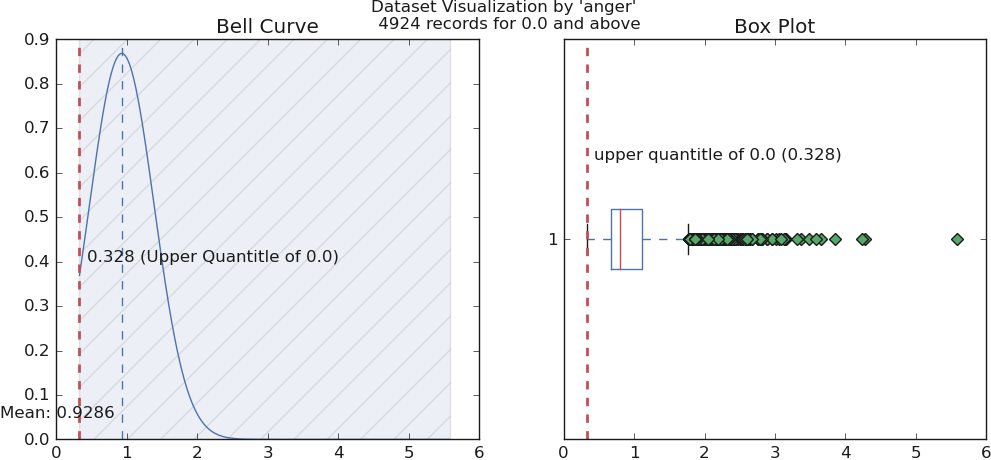 Dataset Visualization by 'anger'
4924 records for 0.0 and above
Bell Curve
0.9
0.8
0.7
0.6
0.5
0.4
0.3
0.2
0.1
0.0
0.328 (Upper Quantitle of 0.0)
Mean: 0.9286
0 1 2 3 4 5 6
Box Plot
upper quantitle of 0.0 (0.328)
1
0 1 2 3 4 5 6